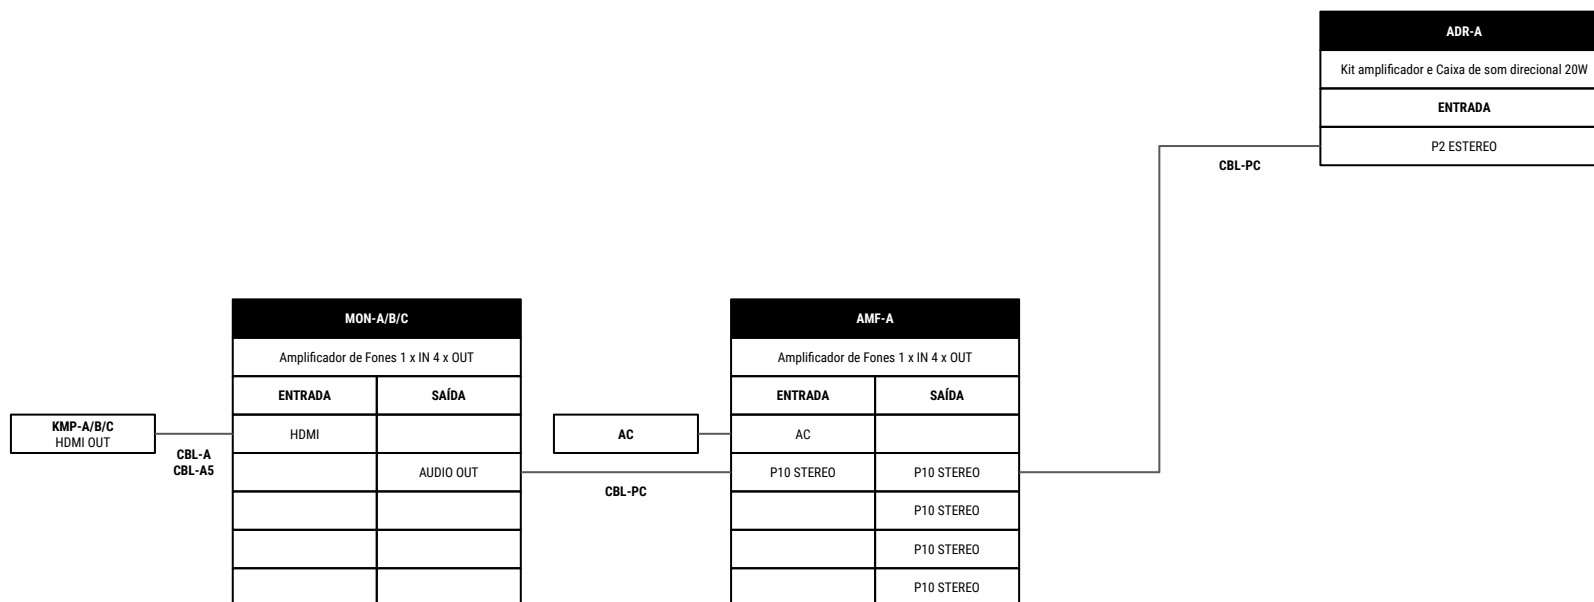 ADR-A
Kit amplificador e Caixa de som direcional 20W
ENTRADA
P2 ESTEREO
CBL-PC
MON-A/B/C
Amplificador de Fones 1 x IN 4 x OUT
ENTRADA SAÍDA
HDMI
AUDIO OUT
KMP-A/B/C
HDMI OUT
CBL-A
CBL-A5
CBL-PC
AMF-A
Amplificador de Fones 1 x IN 4 x OUT
ENTRADA SAÍDA
AC
AC
P10 STEREO P10 STEREO
P10 STEREO
P10 STEREO
P10 STEREO